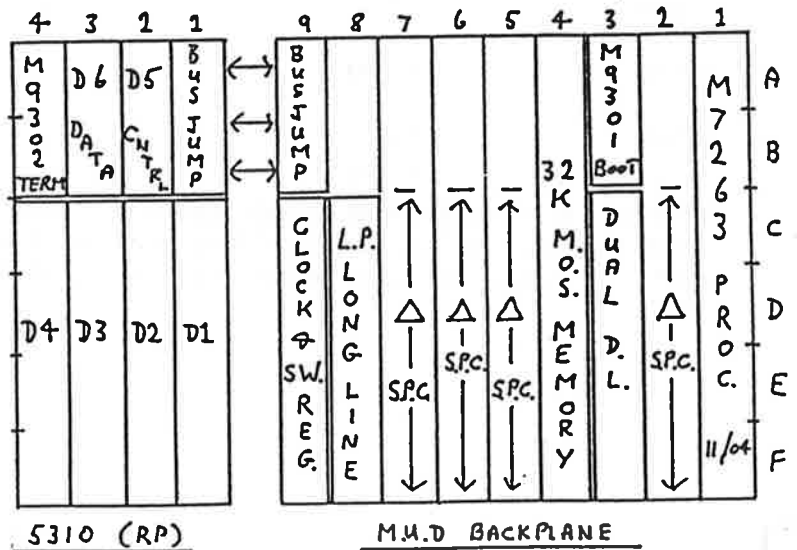 4 3 2 1
M9302 TERM
D6 DATA
D5 CNTRL
BUS JUMP
D4
D3
D2
D1
5310 (RP)
9 8 7 6 5 4 3 2 1
BUS JUMP
CLOCK & SW. REG.
L.P. LONG LINE
S.P.C
S.P.C.
S.P.C.
32K M.O.S. MEMORY
M9301 BOOT
DUAL D.L.
S.P.C.
M7263 PROC. 11/04
A
B
C
D
E
F
M.U.D BACKPLANE